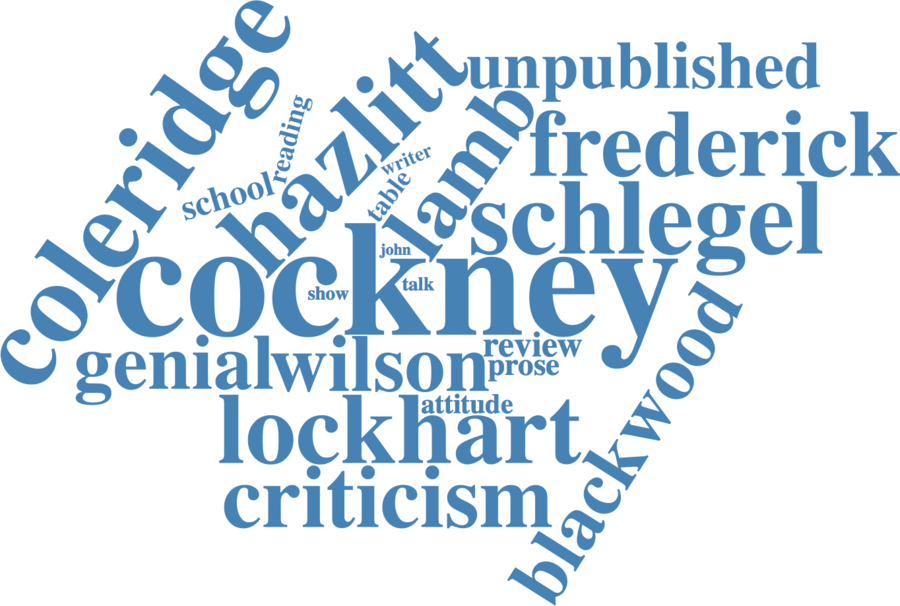 coleridge
hazlitt
unpublished
reading
lamb
frederick
writer
school
table
schlegel
john
cockney
talk
show
blackwood
genial
wilson
review
prose
attitude
lockhart
criticism